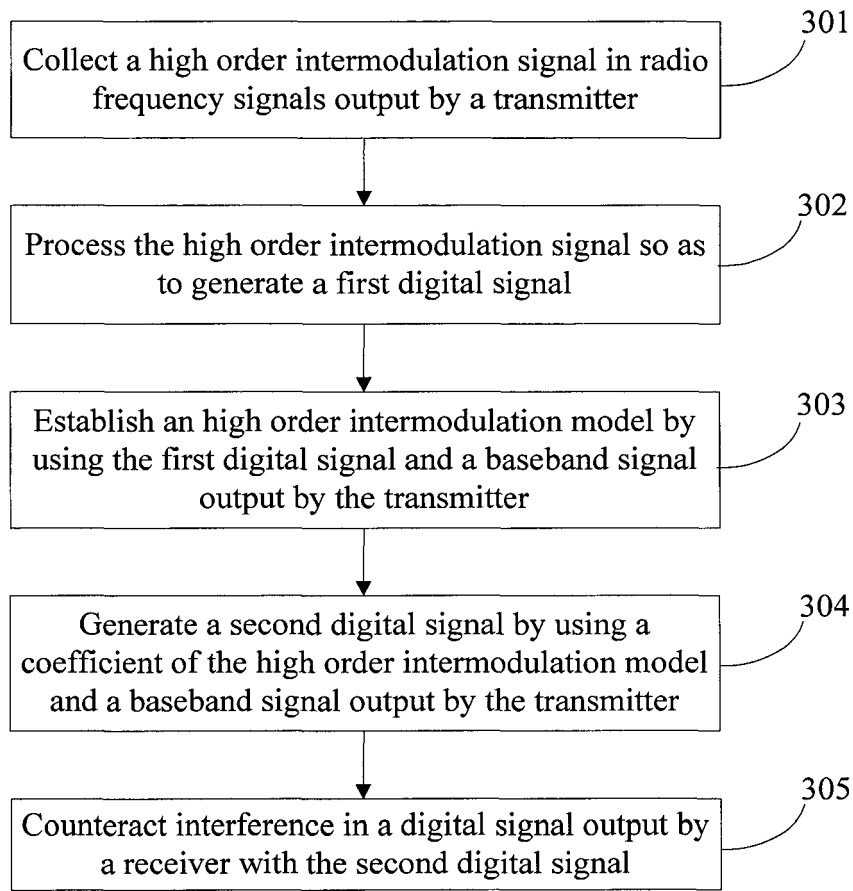 301
Collect a high order intermodulation signal in radio
frequency signals output by a transmitter
302
Process the high order intermodulation signal so as
to generate a first digital signal
303
Establish an high order intermodulation model by
using the first digital signal and a baseband signal
output by the transmitter
304
Generate a second digital signal by using a
coefficient of the high order intermodulation model
and a baseband signal output by the transmitter
305
Counteract interference in a digital signal output by
a receiver with the second digital signal